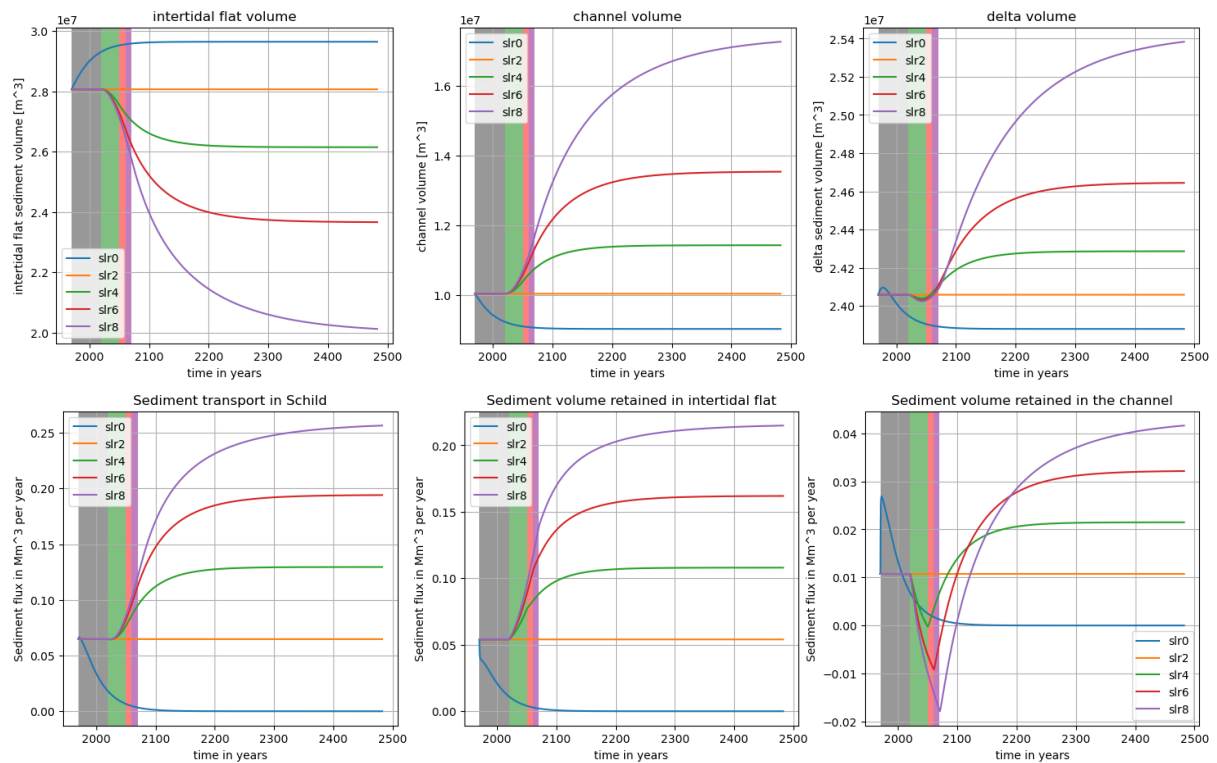 intertidal flat volume
1e7
intertidal flat sediment volume [m^3]
3.0
2.8
2.6
2.4
2.2
2.0
slr0
slr2
slr4
slr6
slr8
2000
2100
2200
2300
2400
2500
time in years
channel volume
1e7
channel volume [m^3]
1.6
1.4
1.2
1.0
slr0
slr2
slr4
slr6
slr8
2000
2100
2200
2300
2400
2500
time in years
delta volume
1e7
delta sediment volume [m^3]
2.54
2.52
2.50
2.48
2.46
2.44
2.42
2.40
slr0
slr2
slr4
slr6
slr8
2000
2100
2200
2300
2400
2500
time in years
Sediment transport in Schild
Sediment flux in Mm^3 per year
0.25
0.20
0.15
0.10
0.05
0.00
slr0
slr2
slr4
slr6
slr8
2000
2100
2200
2300
2400
2500
time in years
Sediment volume retained in intertidal flat
Sediment flux in Mm^3 per year
0.20
0.15
0.10
0.05
0.00
slr0
slr2
slr4
slr6
slr8
2000
2100
2200
2300
2400
2500
time in years
Sediment volume retained in the channel
Sediment flux in Mm^3 per year
0.04
0.03
0.02
0.01
0.00
−0.01
−0.02
slr0
slr2
slr4
slr6
slr8
2000
2100
2200
2300
2400
2500
time in years